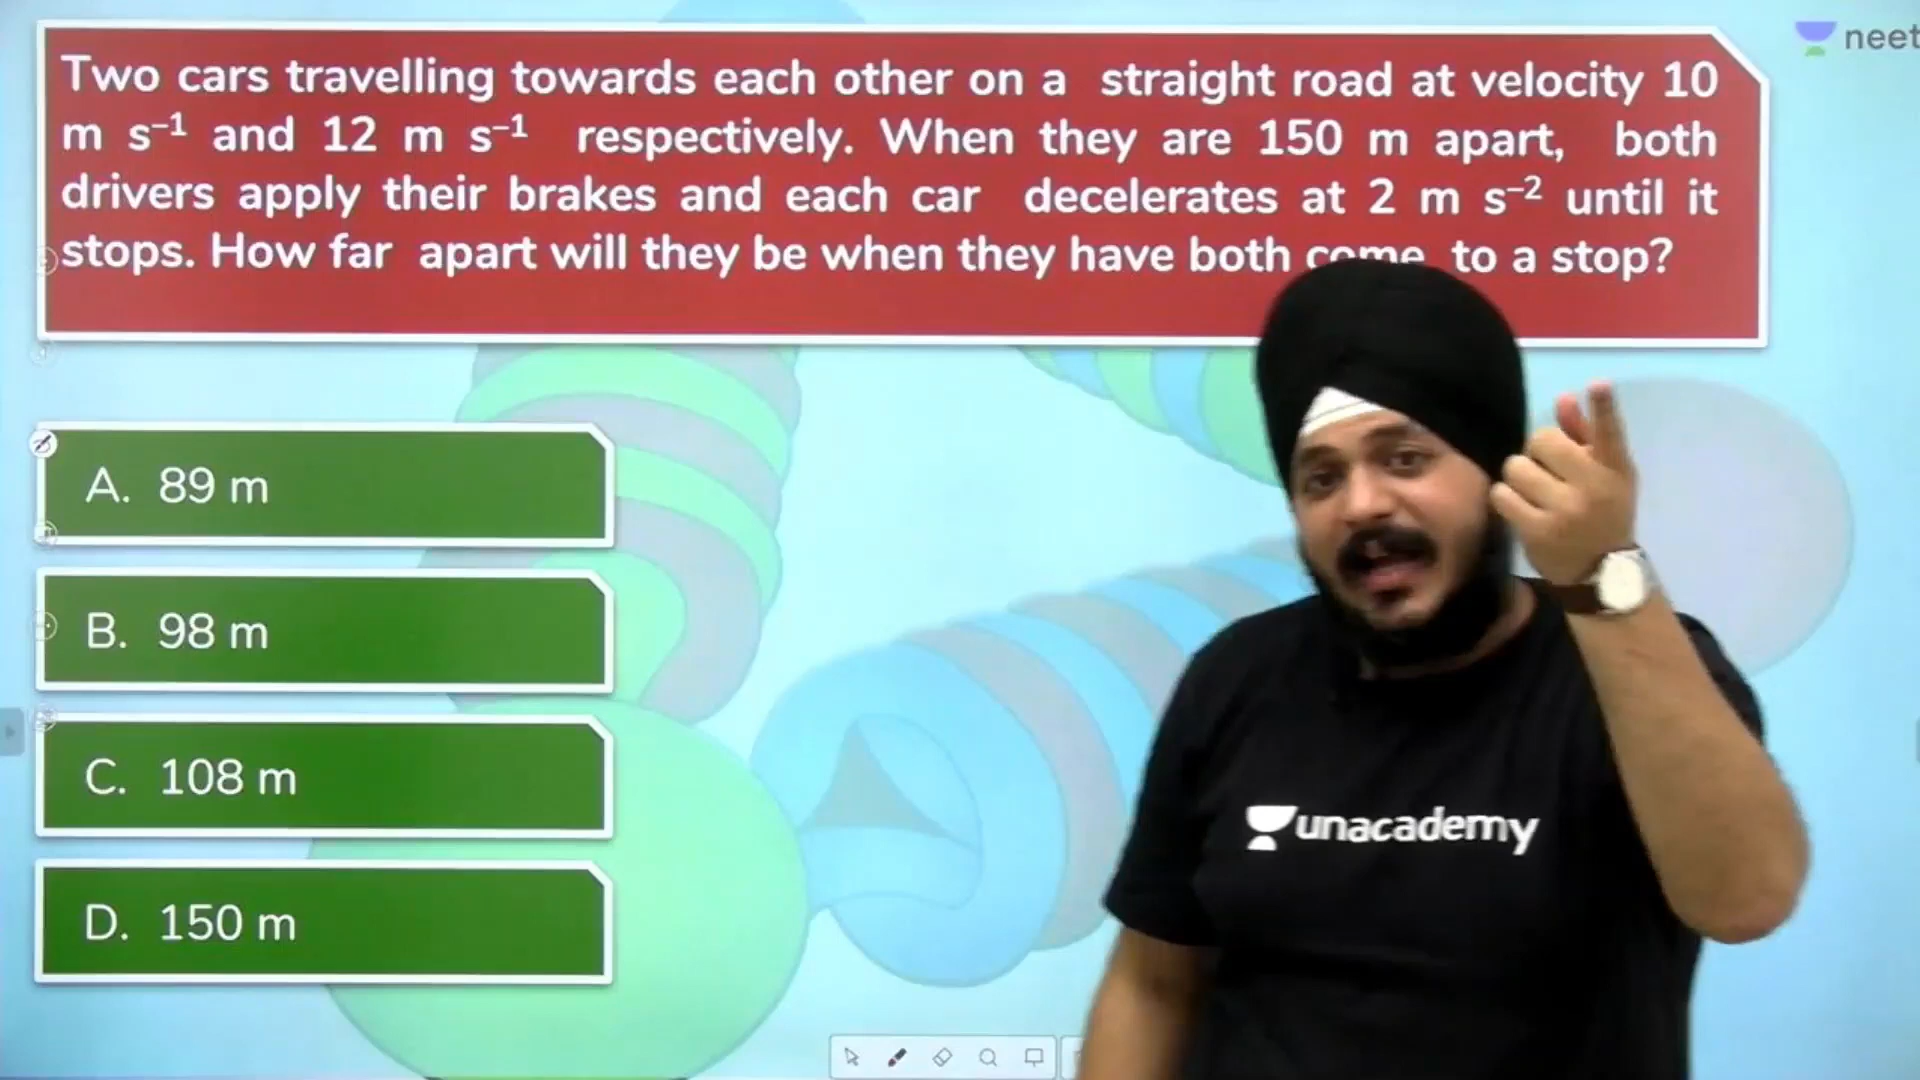 neet
Two cars travelling towards each other on a straight road at velocity 10
m s⁻¹ and 12 m s⁻¹ respectively. When they are 150 m apart, both
drivers apply their brakes and each car decelerates at 2 m s⁻² until it
stops. How far apart will they be when they have both come to a stop?
A. 89 m
B. 98 m
C. 108 m
D. 150 m
unacademy